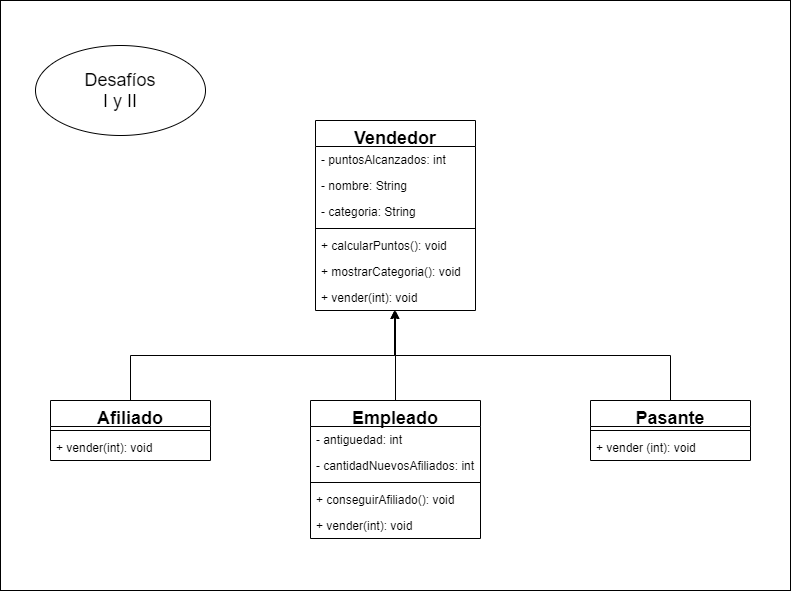 Desafíos
I y II
Vendedor
- puntosAlcanzados: int
- nombre: String
- categoria: String
+ calcularPuntos(): void
+ mostrarCategoria(): void
+ vender(int): void
Afiliado
+ vender(int): void
Empleado
- antiguedad: int
- cantidadNuevosAfiliados: int
+ conseguirAfiliado(): void
+ vender(int): void
Pasante
+ vender (int): void